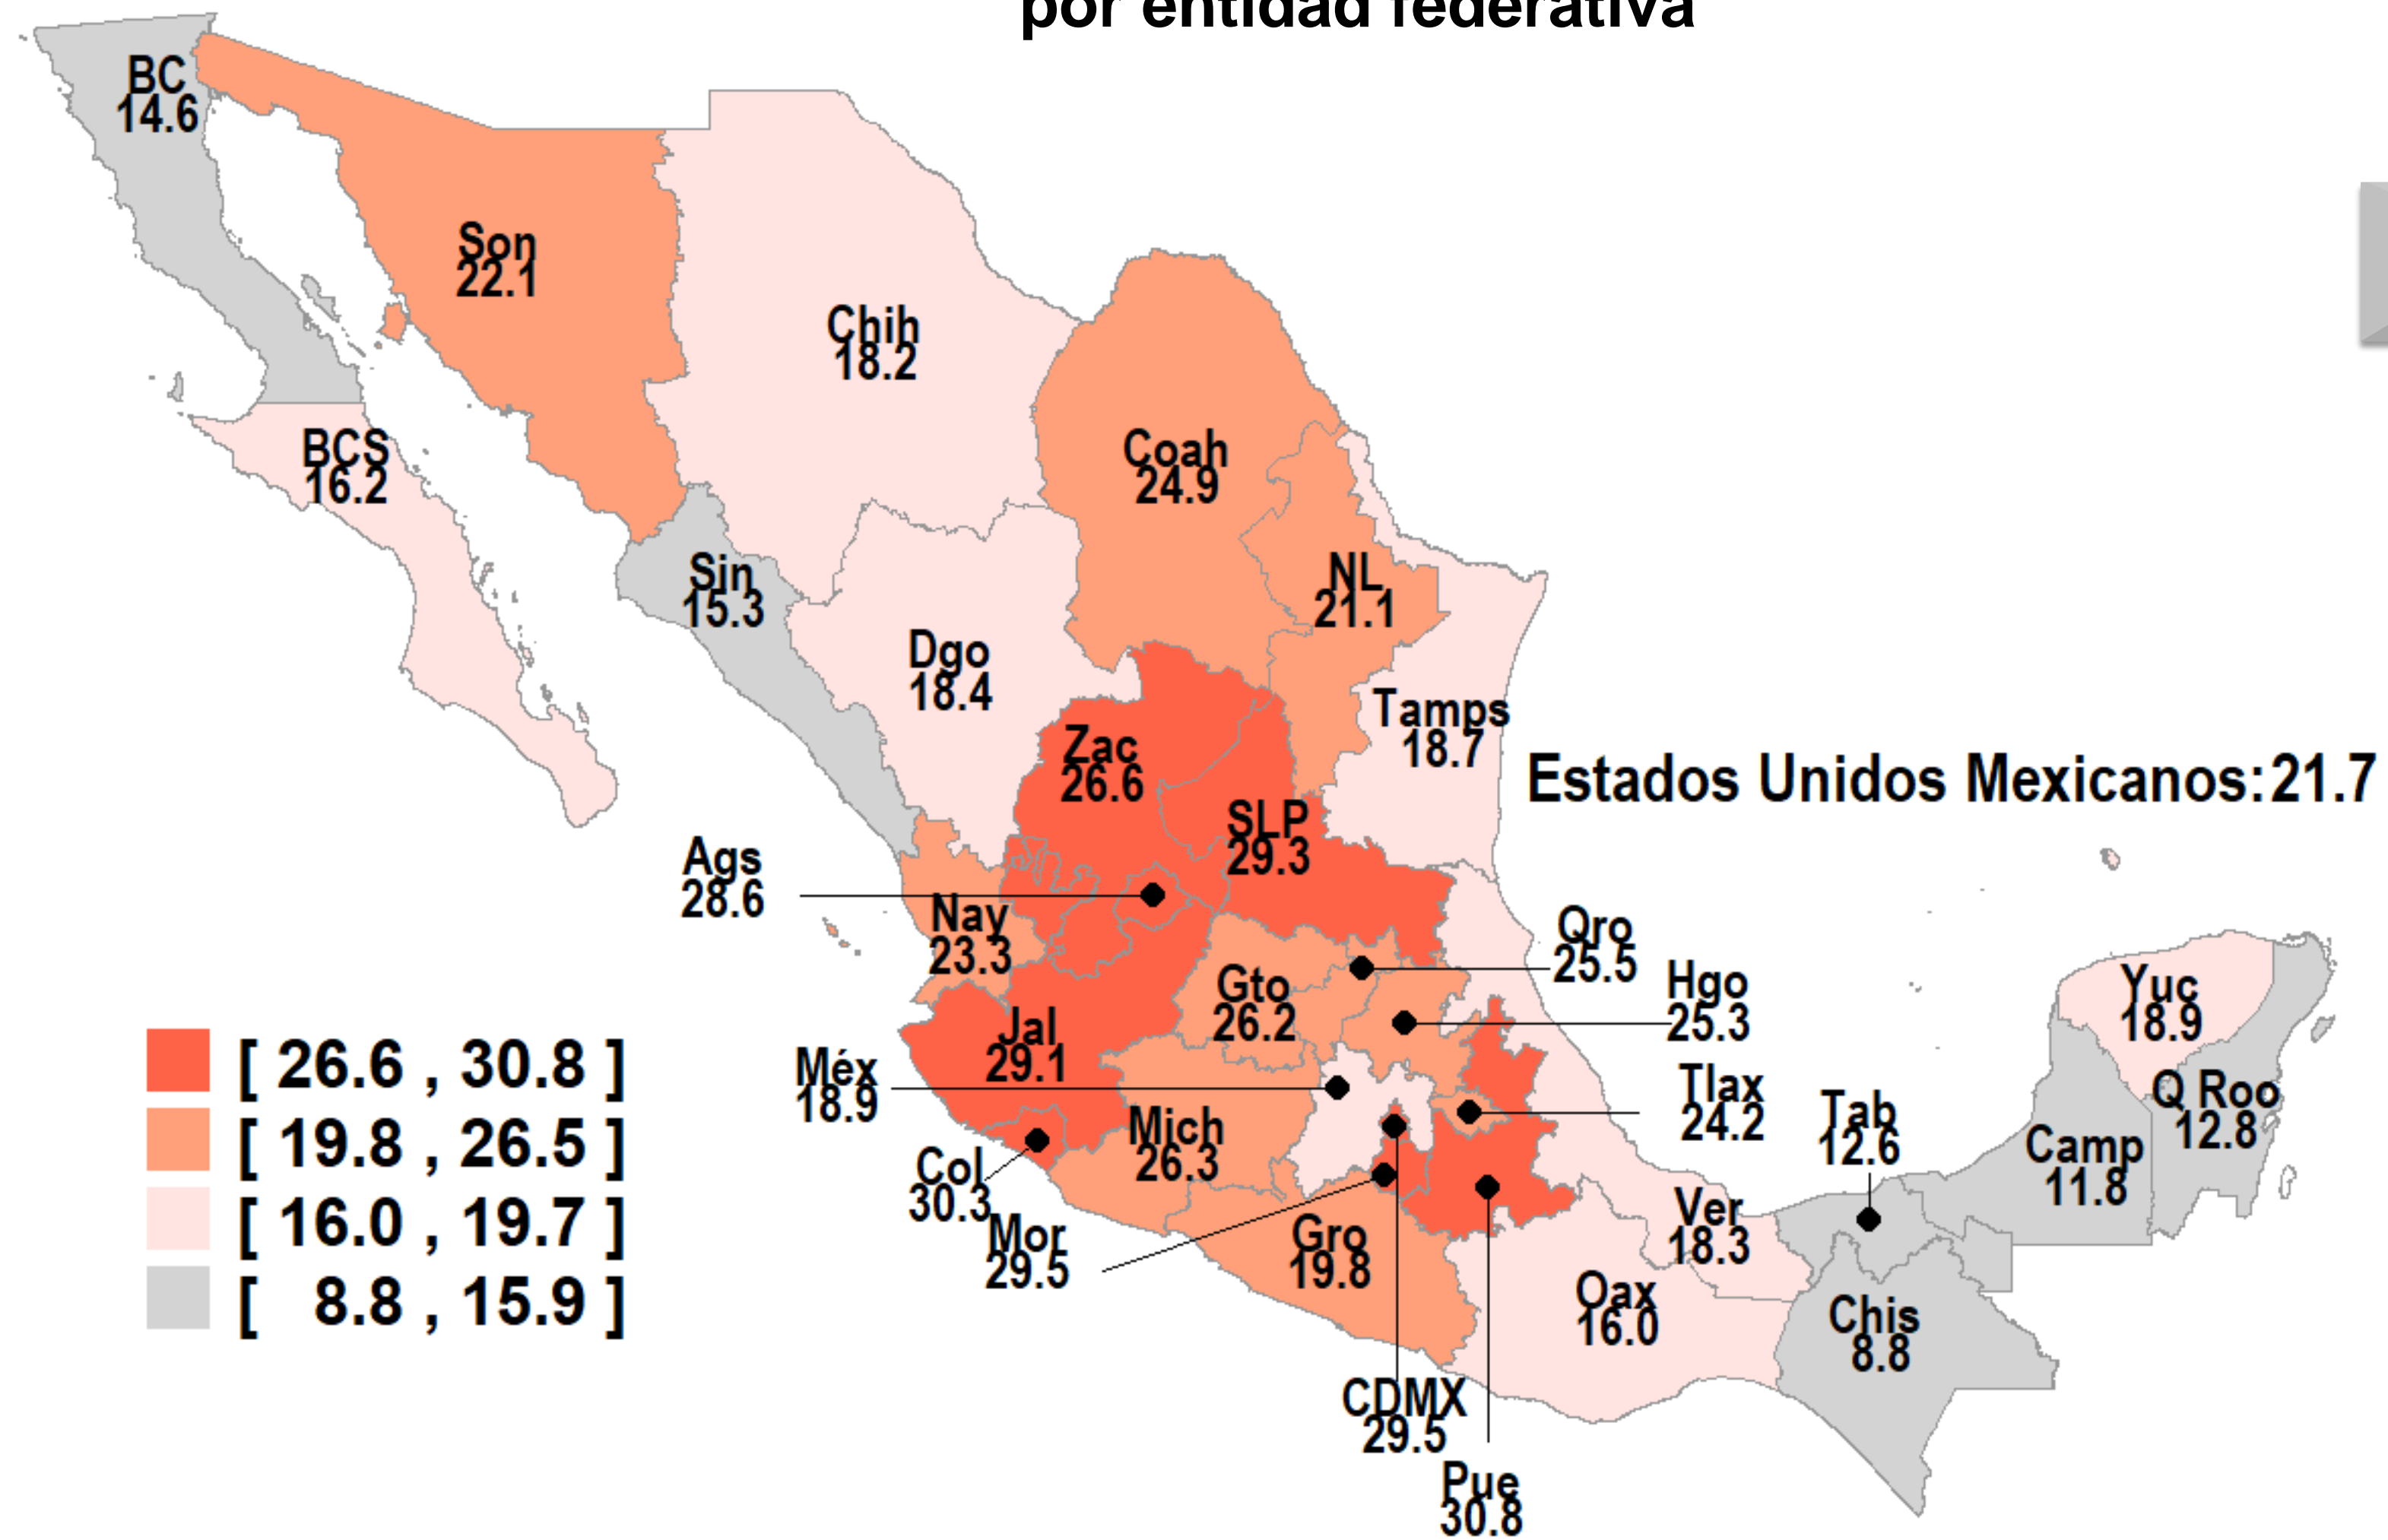 por entidad federativa
BC
14.6
Son
22.1
Chih
18.2
BCS
16.2
Coah
24.9
Sin
15.3
NL
21.1
Dgo
18.4
Tamps
18.7
Zac
26.6
Estados Unidos Mexicanos:21.7
SLP
29.3
Ags
28.6
Nay
23.3
Qro
25.5
Gto
26.2
Hgo
25.3
Yuc
18.9
Jal
29.1
Méx
18.9
Tlax
24.2
Tab
12.6
Q Roo
12.8
Camp
11.8
Mich
26.3
Col
30.3
Mor
29.5
Gro
19.8
Ver
18.3
Oax
16.0
Chis
8.8
CDMX
29.5
Pue
30.8
[ 26.6 , 30.8 ]
[ 19.8 , 26.5 ]
[ 16.0 , 19.7 ]
[ 8.8 , 15.9 ]